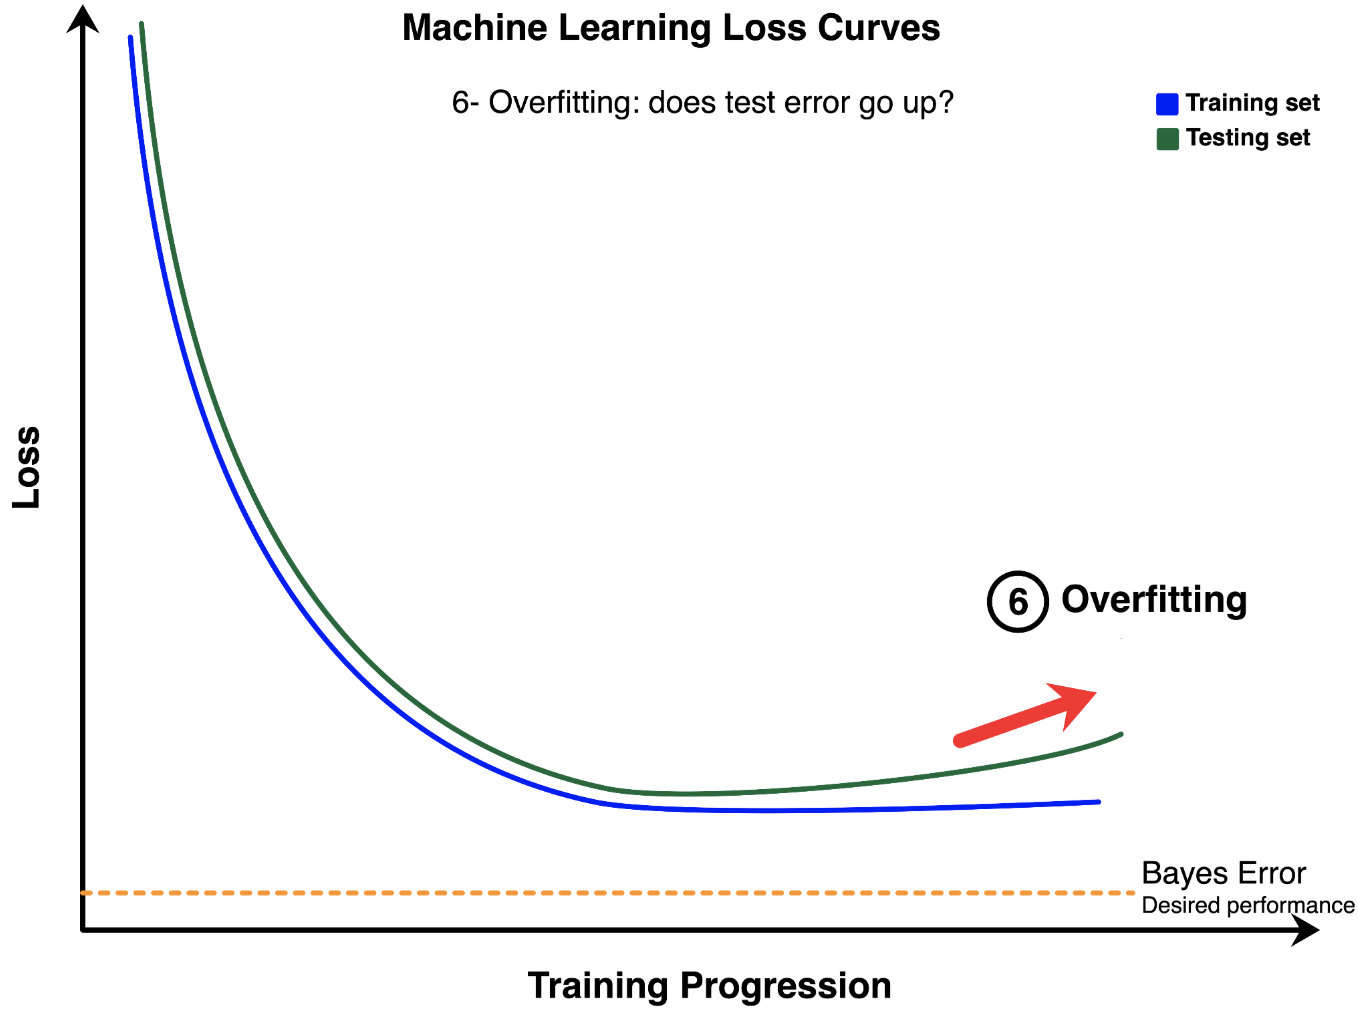 Machine Learning Loss Curves
6- Overfitting: does test error go up?
Training set
Testing set
Loss
6 Overfitting
Bayes Error
Desired performance
Training Progression